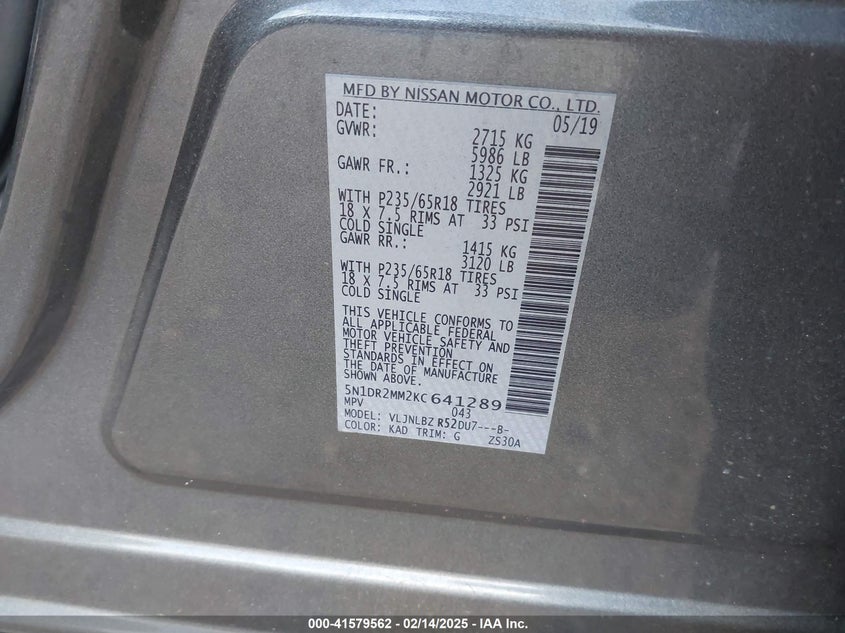 MFD BY NISSAN MOTOR CO., LTD.
DATE: 05/19
GVWR: 2715 KG
5986 LB
GAWR FR.: 1325 KG
2921 LB
WITH P235/65R18 TIRES
18 X 7.5 RIMS AT 33 PSI
COLD SINGLE
GAWR RR.: 1415 KG
3120 LB
WITH P235/65R18 TIRES
18 X 7.5 RIMS AT 33 PSI
COLD SINGLE
THIS VEHICLE CONFORMS TO
ALL APPLICABLE FEDERAL
MOTOR VEHICLE SAFETY AND
THEFT PREVENTION
STANDARDS IN EFFECT ON
THE DATE OF MANUFACTURE
SHOWN ABOVE.
5N1DR2MM2KC641289
MPV 043
MODEL: VLJNLBZ R52DU7---B-
COLOR: KAD TRIM: G ZS30A
000-41579562 - 02/14/2025 - IAA Inc.